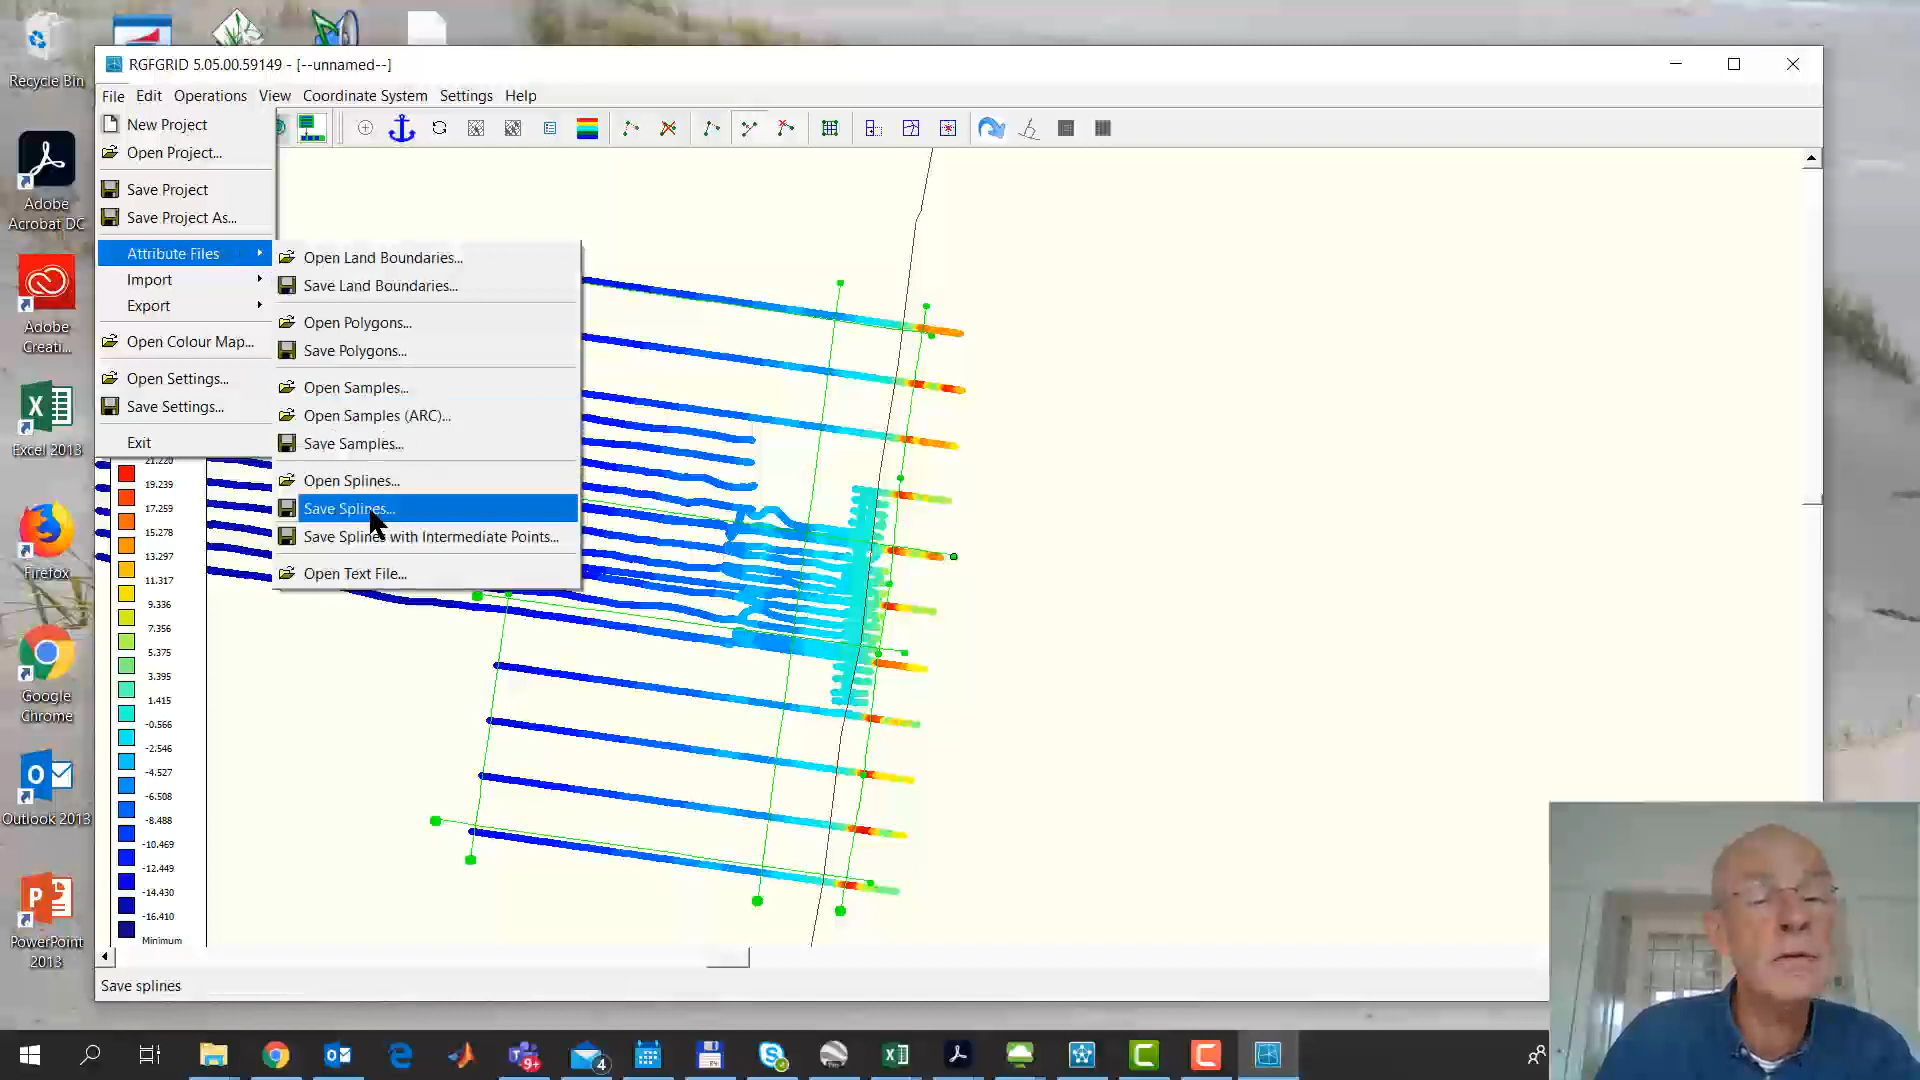 Recycle Bin
Adobe
Acrobat DC
Adobe
Creati...
Excel 2013
Firefox
Google
Chrome
Outlook 2013
PowerPoint
2013
RGFGRID 5.05.00.59149 - [--unnamed--]
File Edit Operations View Coordinate System Settings Help
New Project
Open Project...
Save Project
Save Project As...
Attribute Files
Import
Export
Open Colour Map...
Open Settings...
Save Settings...
Exit
Open Land Boundaries...
Save Land Boundaries...
Open Polygons...
Save Polygons...
Open Samples...
Open Samples (ARC)...
Save Samples...
Open Splines...
Save Splines...
Save Splines with Intermediate Points...
Open Text File...
21.220
19.239
17.259
15.278
13.297
11.317
9.336
7.356
5.375
3.395
1.415
-0.566
-2.546
-4.527
-6.508
-8.488
-10.469
-12.449
-14.430
-16.410
Minimum
Save splines
9+
4